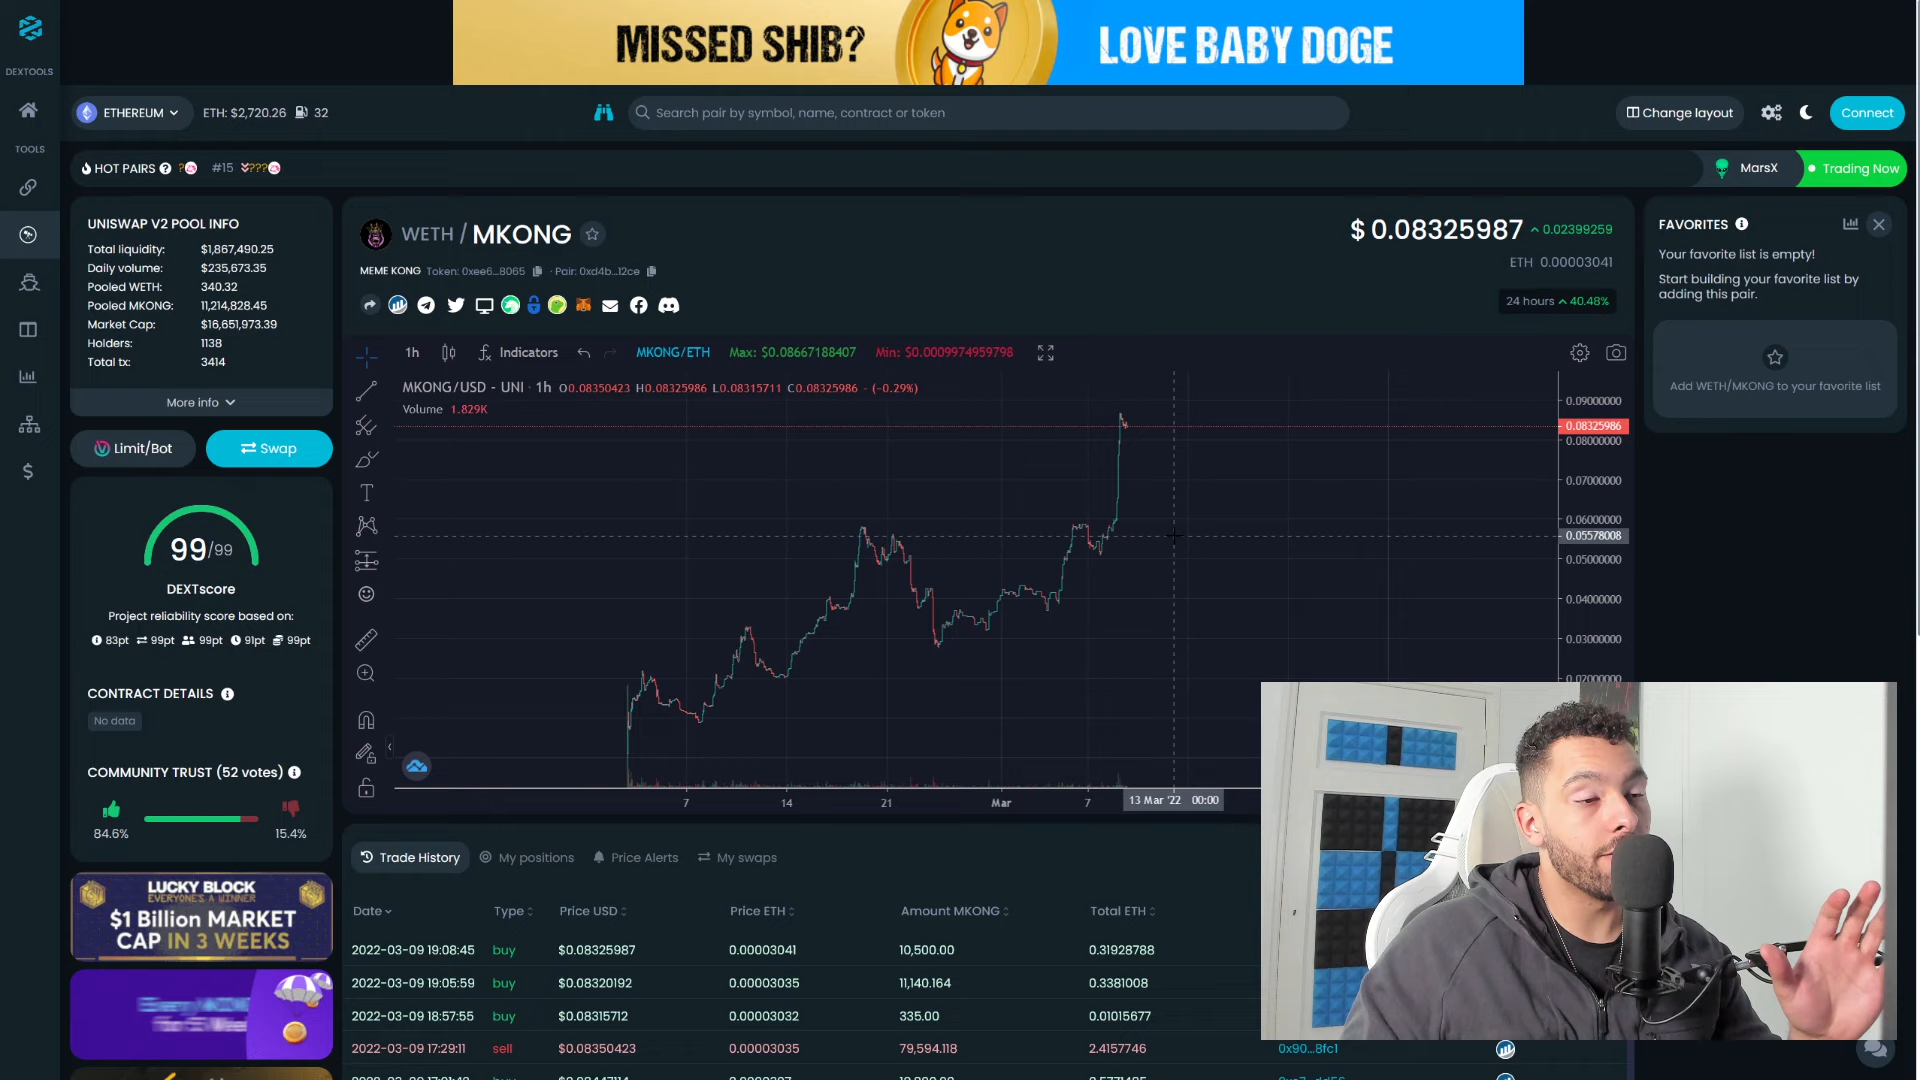 MISSED SHIB?
LOVE BABY DOGE
DEXTOOLS
ETHEREUM
ETH: $2,720.26
32
Search pair by symbol, name, contract or token
Change layout
Connect
TOOLS
HOT PAIRS
?
#15
???
MarsX
Trading Now
UNISWAP V2 POOL INFO
Total liquidity: $1,867,490.25
Daily volume: $235,673.35
Pooled WETH: 340.32
Pooled MKONG: 11,214,828.45
Market Cap: $16,651,973.39
Holders: 1138
Total tx: 3414
More info
Limit/Bot
Swap
99/99
DEXTscore
Project reliability score based on:
83pt 99pt 99pt 91pt 99pt
CONTRACT DETAILS
No data
COMMUNITY TRUST (52 votes)
84.6%
15.4%
LUCKY BLOCK
EVERYONE'S A WINNER
$1 Billion MARKET
CAP IN 3 WEEKS
WETH / MKONG
MEME KONG Token: 0xee6...8065 · Pair: 0xd4b...12ce
$ 0.08325987
0.02399259
ETH 0.00003041
24 hours 40.48%
FAVORITES
Your favorite list is empty!
Start building your favorite list by
adding this pair.
Add WETH/MKONG to your favorite list
1h
Indicators
MKONG/ETH
Max: $0.08667188407
Min: $0.0009974959798
MKONG/USD - UNI · 1h O0.08350423 H0.08325986 L0.08315711 C0.08325986 - (-0.29%)
Volume 1.829K
0.09000000
0.08325986
0.08000000
0.07000000
0.06000000
0.05578008
0.05000000
0.04000000
0.03000000
0.02000000
7
14
21
Mar
7
13 Mar '22 00:00
Trade History
My positions
Price Alerts
My swaps
Date Type Price USD Price ETH Amount MKONG Total ETH
2022-03-09 19:08:45 buy $0.08325987 0.00003041 10,500.00 0.31928788
2022-03-09 19:05:59 buy $0.08320192 0.00003035 11,140.164 0.3381008
2022-03-09 18:57:55 buy $0.08315712 0.00003032 335.00 0.01015677
2022-03-09 17:29:11 sell $0.08350423 0.00003035 79,594.118 2.4157746 0x90...8fc1